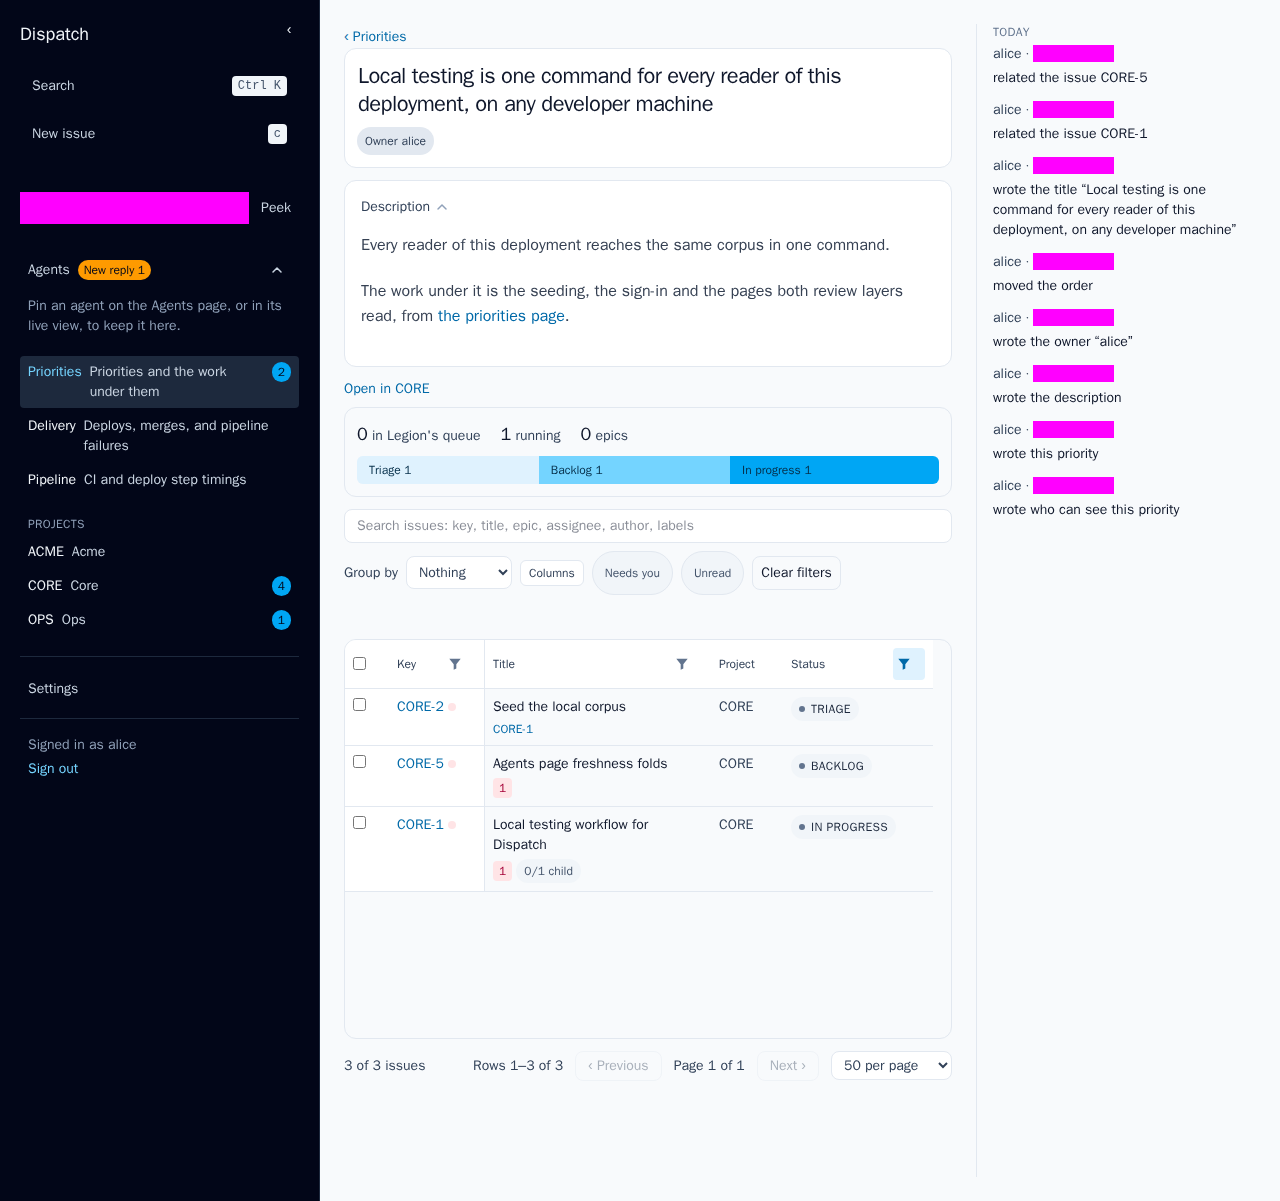 Dispatch
‹
Search
Ctrl K
New issue
C
Peek
Agents
New reply 1
Pin an agent on the Agents page, or in its
live view, to keep it here.
Priorities
Priorities and the work
under them
2
Delivery
Deploys, merges, and pipeline
failures
Pipeline
CI and deploy step timings
PROJECTS
ACME
Acme
CORE
Core
4
OPS
Ops
1
Settings
Signed in as alice
Sign out
‹ Priorities
Local testing is one command for every reader of this
deployment, on any developer machine
Owner alice
Description
Every reader of this deployment reaches the same corpus in one command.
The work under it is the seeding, the sign-in and the pages both review layers
read, from the priorities page.
Open in CORE
0 in Legion's queue
1 running
0 epics
Triage 1
Backlog 1
In progress 1
Search issues: key, title, epic, assignee, author, labels
Group by
Nothing
Columns
Needs you
Unread
Clear filters
Key
Title
Project
Status
CORE-2
Seed the local corpus
CORE-1
CORE
TRIAGE
CORE-5
Agents page freshness folds
1
CORE
BACKLOG
CORE-1
Local testing workflow for
Dispatch
1
0/1 child
CORE
IN PROGRESS
3 of 3 issues
Rows 1–3 of 3
‹ Previous
Page 1 of 1
Next ›
50 per page
TODAY
alice ·
related the issue CORE-5
alice ·
related the issue CORE-1
alice ·
wrote the title “Local testing is one
command for every reader of this
deployment, on any developer machine”
alice ·
moved the order
alice ·
wrote the owner “alice”
alice ·
wrote the description
alice ·
wrote this priority
alice ·
wrote who can see this priority